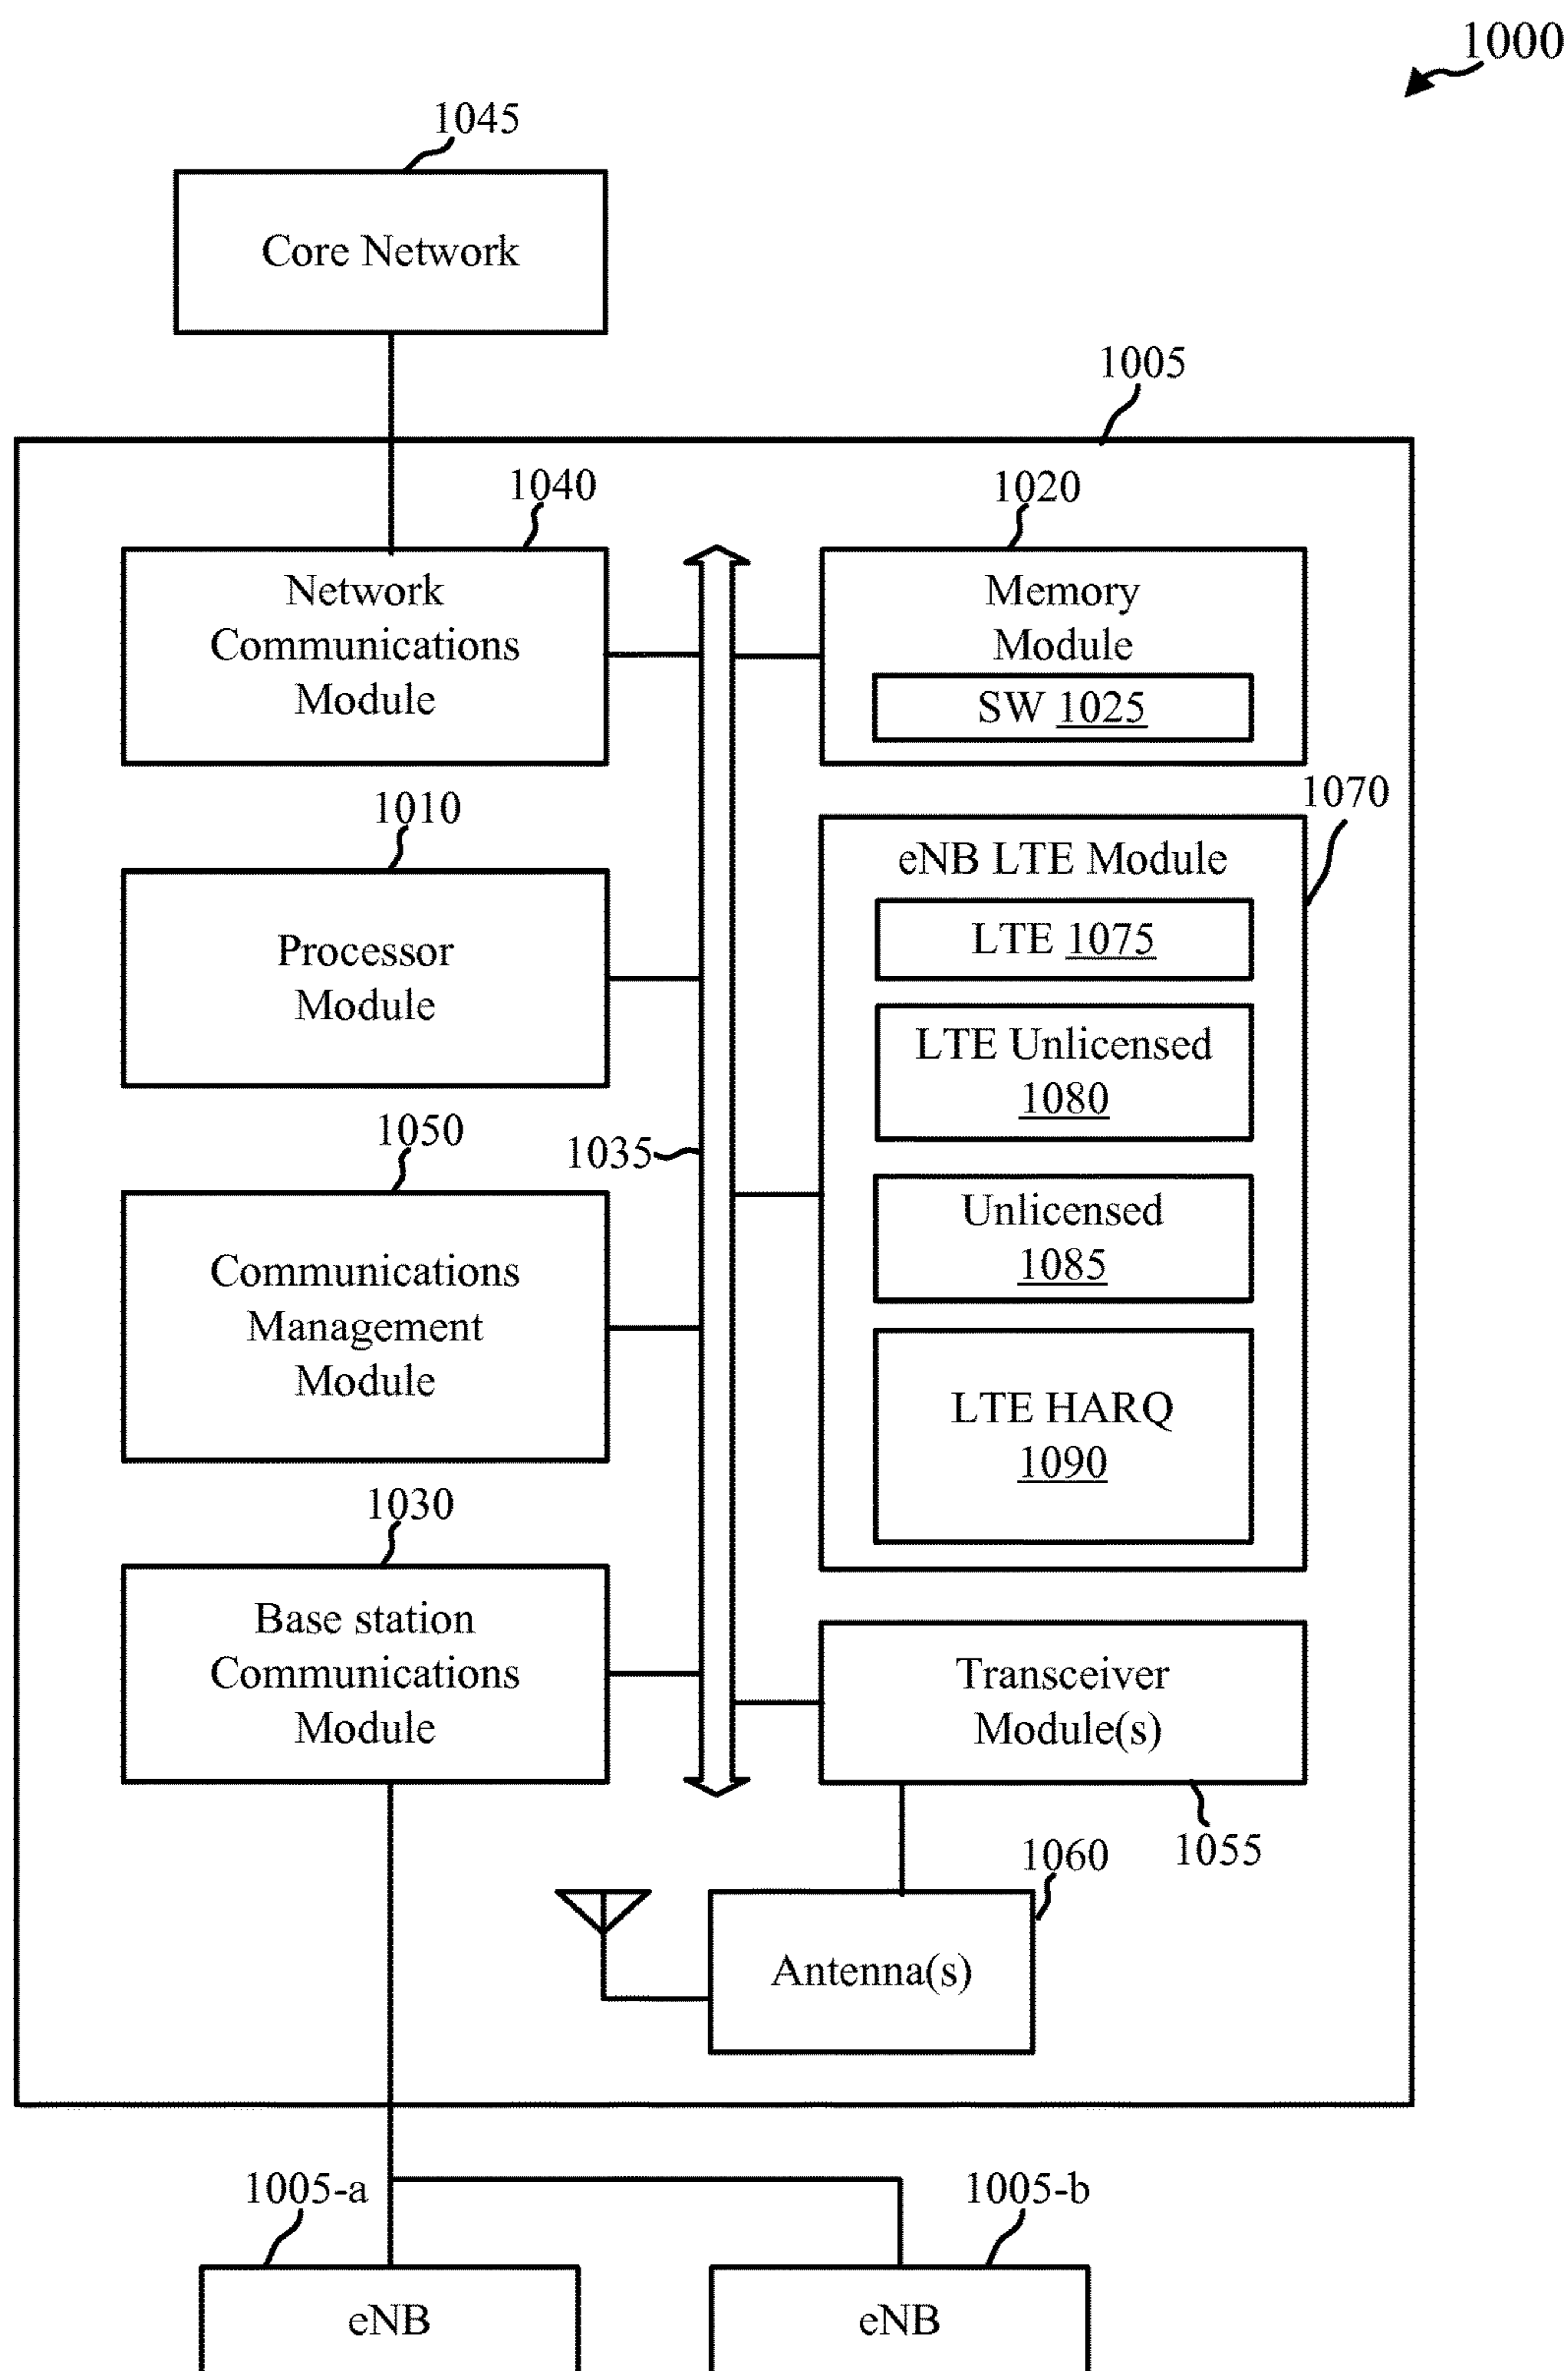 1000
1045
Core Network
1005
1040
Network
Communications
Module
1020
Memory
Module
SW 1025
1010
Processor
Module
1070
eNB LTE Module
LTE 1075
LTE Unlicensed
1080
Unlicensed
1085
LTE HARQ
1090
1050
1035
Communications
Management
Module
1030
Base station
Communications
Module
Transceiver
Module(s)
1055
1060
Antenna(s)
1005-a
1005-b
eNB
eNB